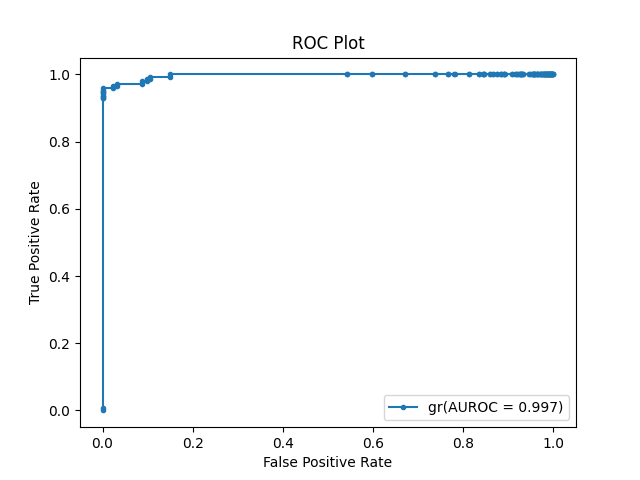 ROC Plot
1.0
0.8
0.6
0.4
0.2
0.0
True Positive Rate
gr(AUROC = 0.997)
0.0 0.2 0.4 0.6 0.8 1.0
False Positive Rate